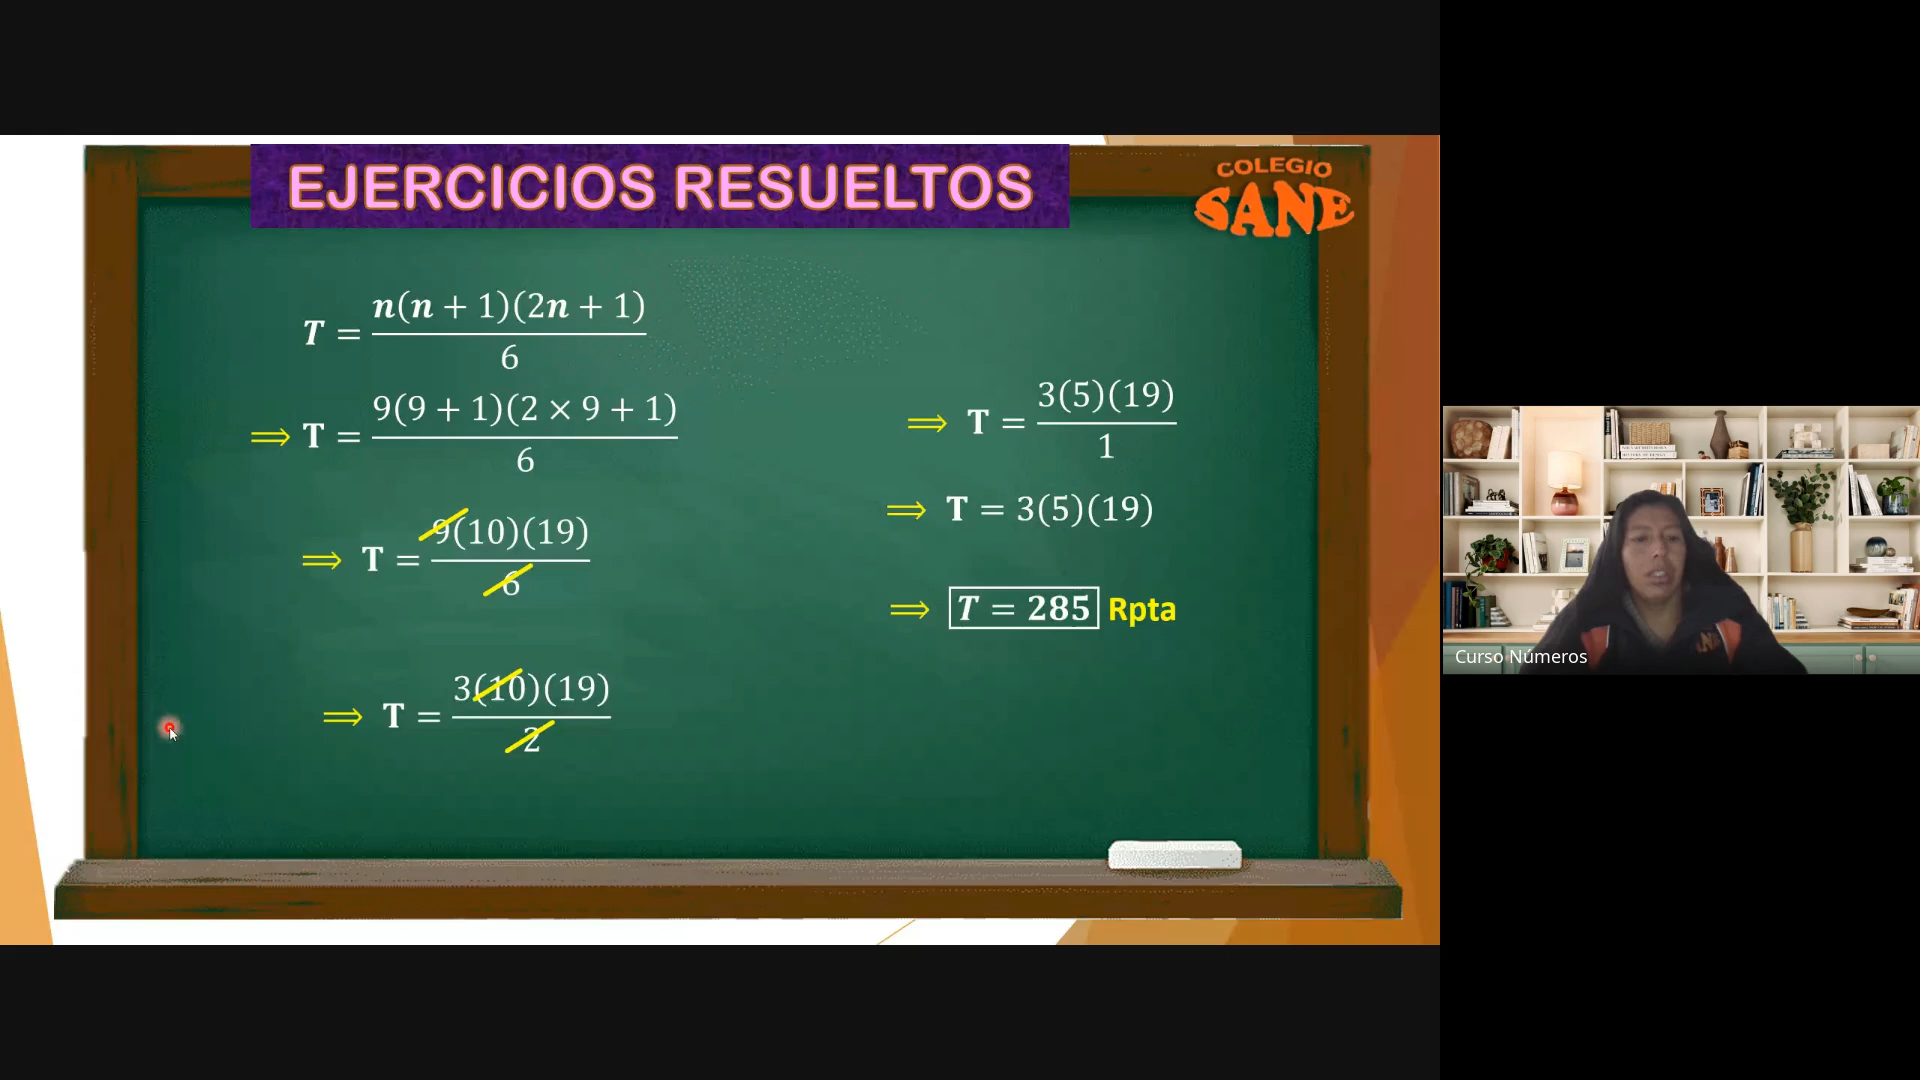 EJERCICIOS RESUELTOS
COLEGIO
SANE
T = n(n + 1)(2n + 1) / 6
⟹ T = 9(9 + 1)(2 × 9 + 1) / 6
⟹ T = 9(10)(19) / 6
⟹ T = 3(10)(19) / 2
⟹ T = 3(5)(19) / 1
⟹ T = 3(5)(19)
⟹ T = 285 Rpta
Curso Números